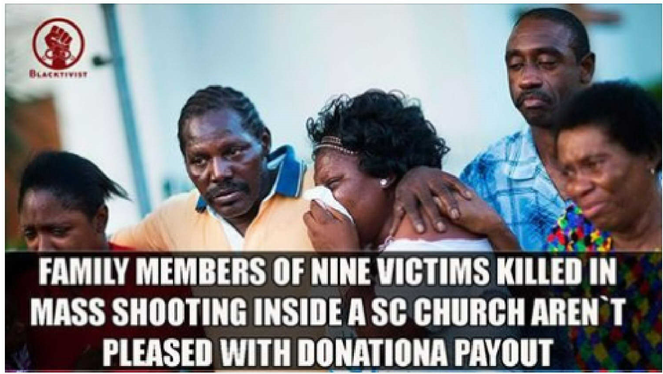 BLACKTIVIST
FAMILY MEMBERS OF NINE VICTIMS KILLED IN
MASS SHOOTING INSIDE A SC CHURCH AREN`T
PLEASED WITH DONATIONA PAYOUT